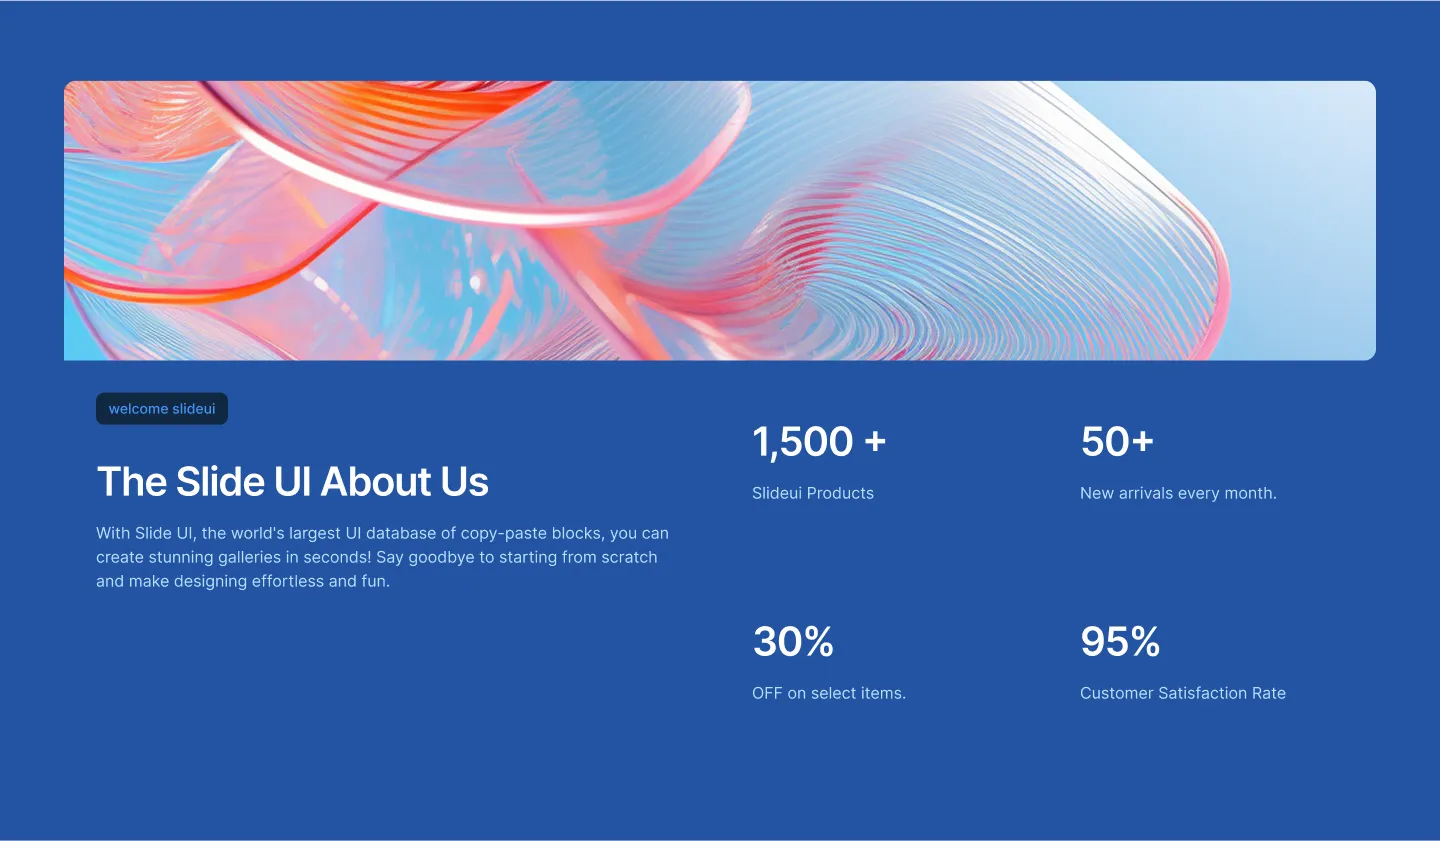 welcome slideui
The Slide UI About Us
With Slide UI, the world's largest UI database of copy-paste blocks, you can
create stunning galleries in seconds! Say goodbye to starting from scratch
and make designing effortless and fun.
1,500 +
Slideui Products
50+
New arrivals every month.
30%
OFF on select items.
95%
Customer Satisfaction Rate